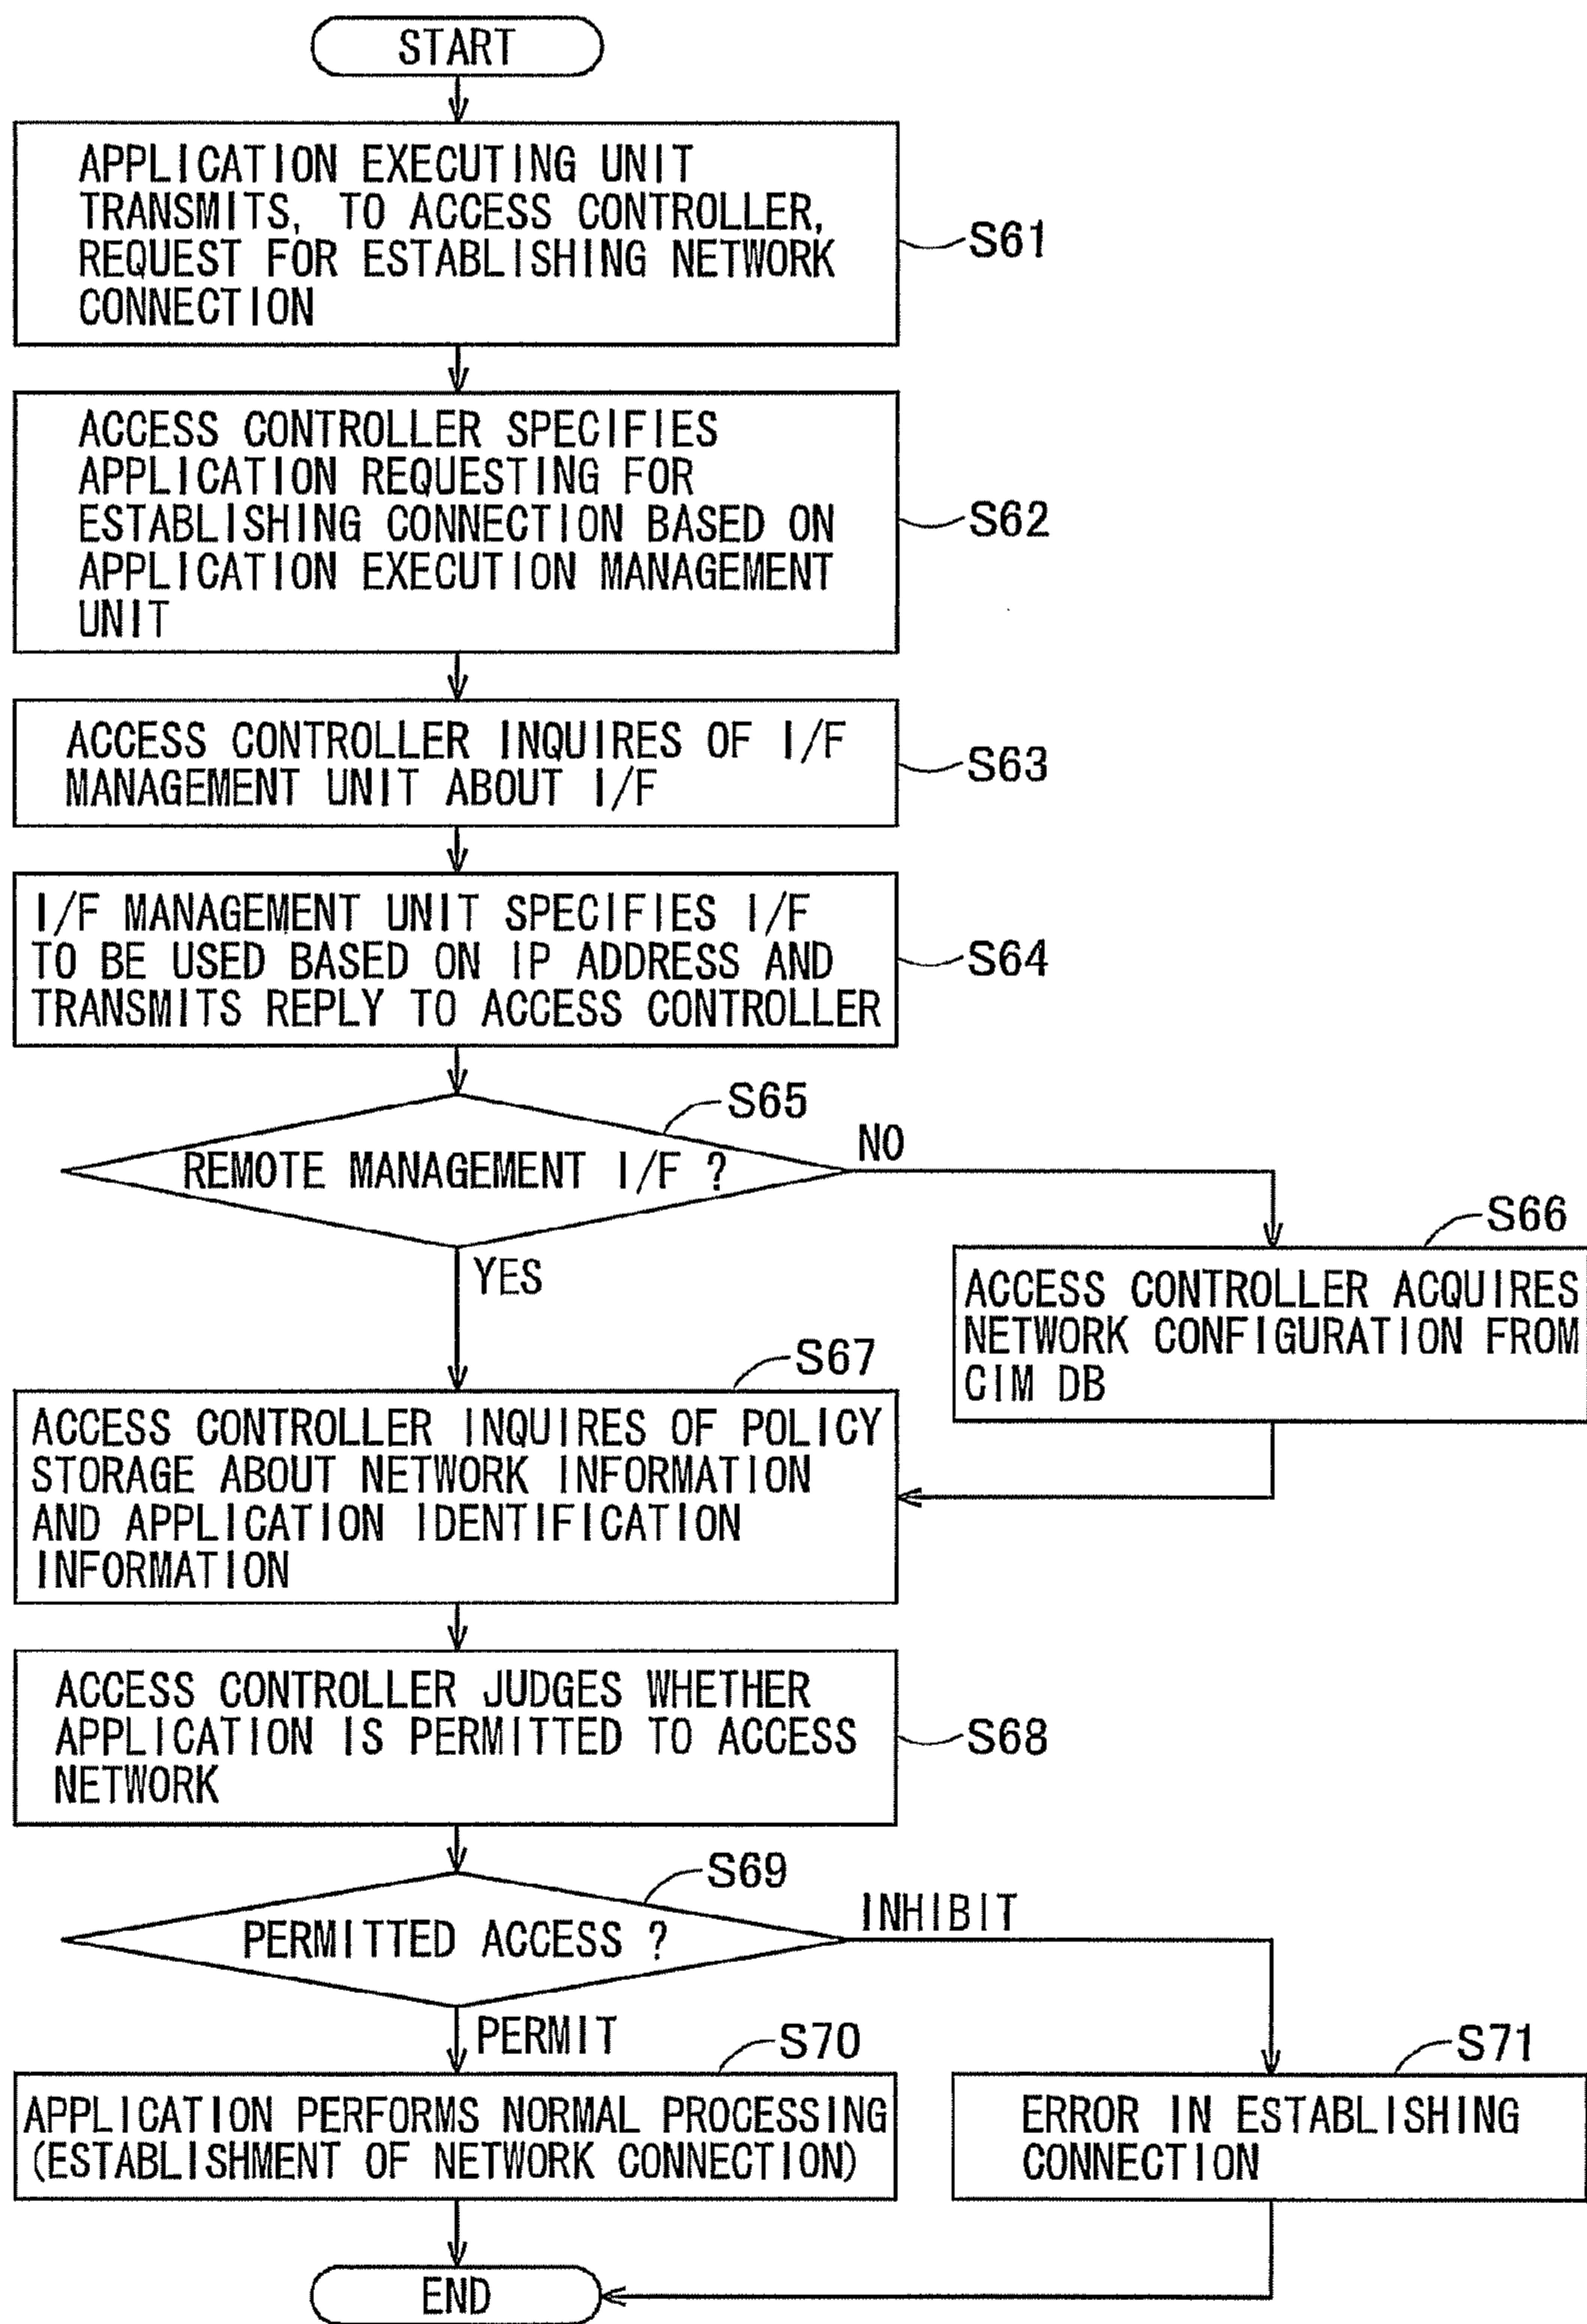 START
APPLICATION EXECUTING UNIT
TRANSMITS, TO ACCESS CONTROLLER,
REQUEST FOR ESTABLISHING NETWORK
CONNECTION
S61
ACCESS CONTROLLER SPECIFIES
APPLICATION REQUESTING FOR
ESTABLISHING CONNECTION BASED ON
APPLICATION EXECUTION MANAGEMENT
UNIT
S62
ACCESS CONTROLLER INQUIRES OF I/F
MANAGEMENT UNIT ABOUT I/F
S63
I/F MANAGEMENT UNIT SPECIFIES I/F
TO BE USED BASED ON IP ADDRESS AND
TRANSMITS REPLY TO ACCESS CONTROLLER
S64
S65
REMOTE MANAGEMENT I/F ?
NO
YES
S66
ACCESS CONTROLLER ACQUIRES
NETWORK CONFIGURATION FROM
CIM DB
S67
ACCESS CONTROLLER INQUIRES OF POLICY
STORAGE ABOUT NETWORK INFORMATION
AND APPLICATION IDENTIFICATION
INFORMATION
ACCESS CONTROLLER JUDGES WHETHER
APPLICATION IS PERMITTED TO ACCESS
NETWORK
S68
S69
PERMITTED ACCESS ?
INHIBIT
PERMIT
S70
APPLICATION PERFORMS NORMAL PROCESSING
(ESTABLISHMENT OF NETWORK CONNECTION)
S71
ERROR IN ESTABLISHING
CONNECTION
END